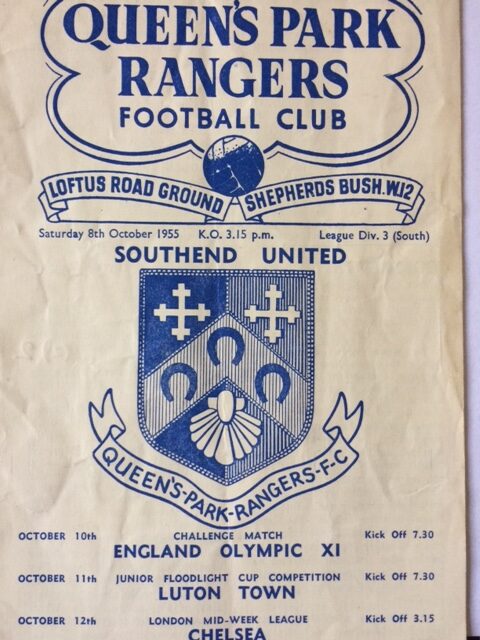 QUEEN'S PARK
RANGERS
FOOTBALL CLUB
LOFTUS ROAD GROUND SHEPHERDS BUSH.W.12
Saturday 8th October 1955 K.O. 3.15 p.m. League Div. 3 (South)
SOUTHEND UNITED
QUEEN'S-PARK-RANGERS-F-C
OCTOBER 10th CHALLENGE MATCH Kick Off 7.30
ENGLAND OLYMPIC XI
OCTOBER 11th JUNIOR FLOODLIGHT CUP COMPETITION Kick Off 7.30
LUTON TOWN
OCTOBER 12th LONDON MID-WEEK LEAGUE Kick Off 3.15
CHELSEA